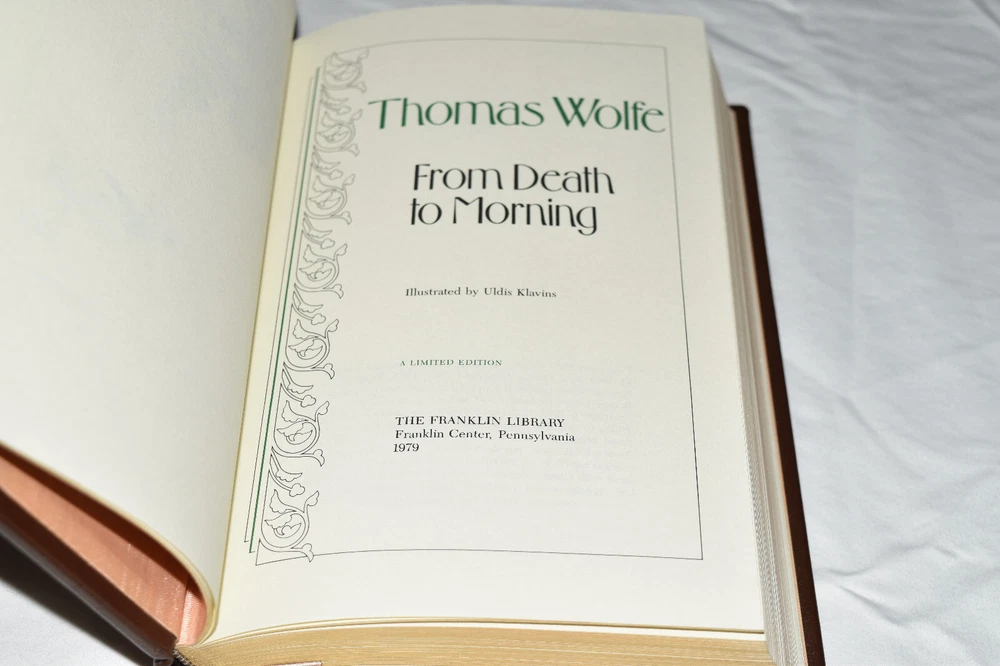 Thomas Wolfe
From Death
to Morning
Illustrated by Uldis Klavins
A LIMITED EDITION
THE FRANKLIN LIBRARY
Franklin Center, Pennsylvania
1979